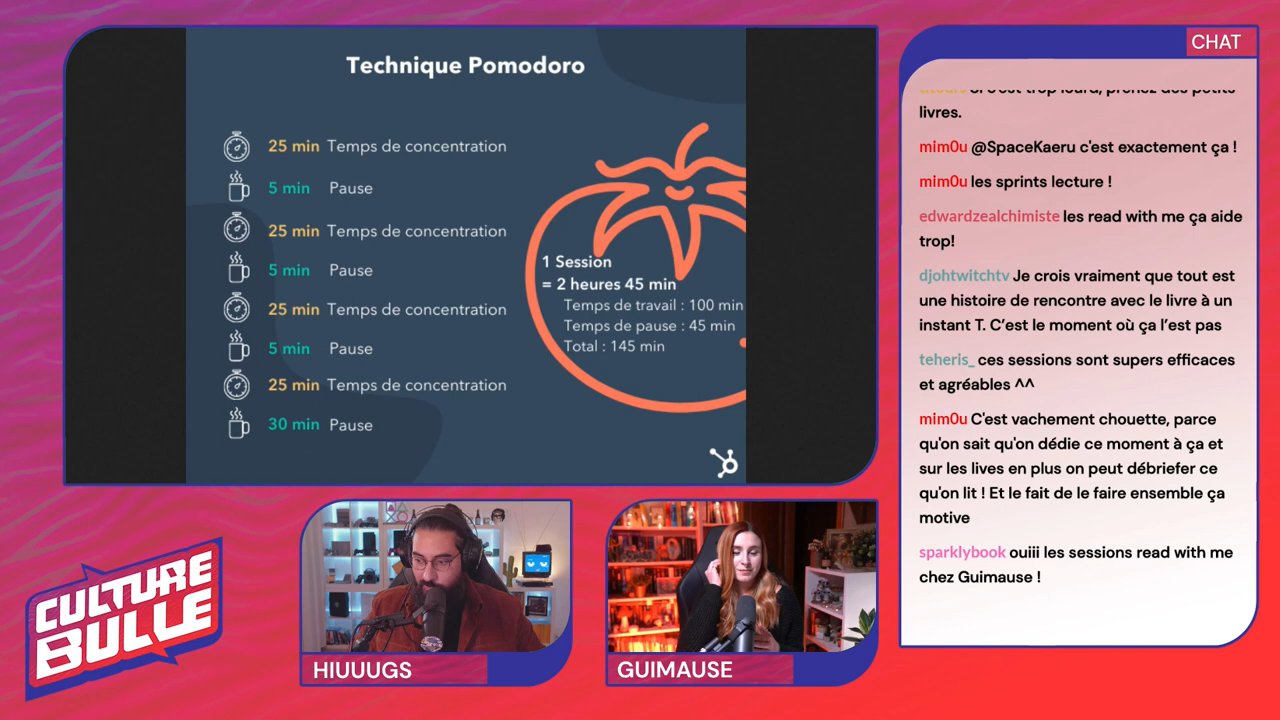 Technique Pomodoro
25 min Temps de concentration
5 min Pause
25 min Temps de concentration
5 min Pause
25 min Temps de concentration
5 min Pause
25 min Temps de concentration
30 min Pause
1 Session
= 2 heures 45 min
Temps de travail : 100 min
Temps de pause : 45 min
Total : 145 min
CULTURE
BULLE
HIUUUGS
GUIMAUSE
CHAT
trop lourd, prenez des petits
livres.
mim0u @SpaceKaeru c'est exactement ça !
mim0u les sprints lecture !
edwardzealchimiste les read with me ça aide
trop!
djohtwitchtv Je crois vraiment que tout est
une histoire de rencontre avec le livre à un
instant T. C’est le moment où ça l’est pas
teheris_ ces sessions sont supers efficaces
et agréables ^^
mim0u C'est vachement chouette, parce
qu'on sait qu'on dédie ce moment à ça et
sur les lives en plus on peut débriefer ce
qu'on lit ! Et le fait de le faire ensemble ça
motive
sparklybook ouiii les sessions read with me
chez Guimause !